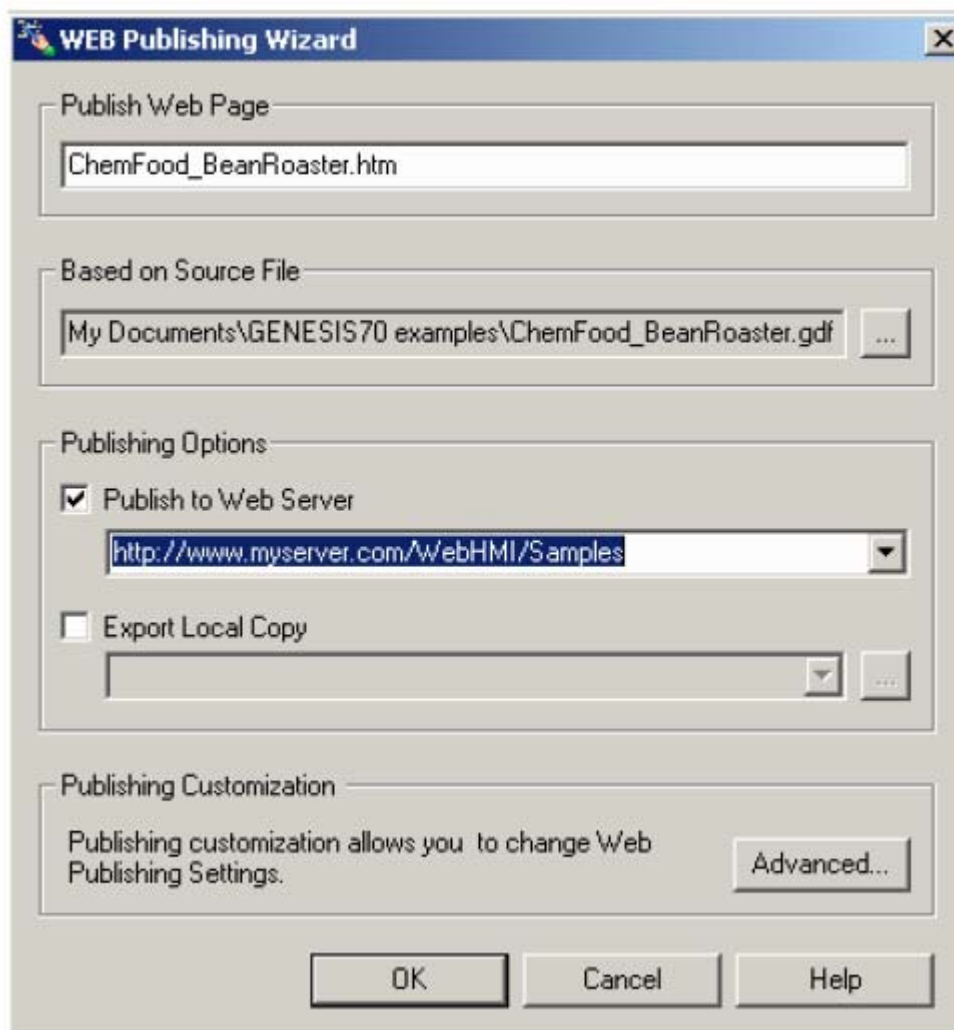 WEB Publishing Wizard
Publish Web Page
ChemFood_BeanRoaster.htm
Based on Source File
My Documents\GENESIS70 examples\ChemFood_BeanRoaster.gdf
...
Publishing Options
Publish to Web Server
http://www.myserver.com/WebHMI/Samples
Export Local Copy
...
Publishing Customization
Publishing customization allows you to change Web
Publishing Settings.
Advanced...
OK
Cancel
Help